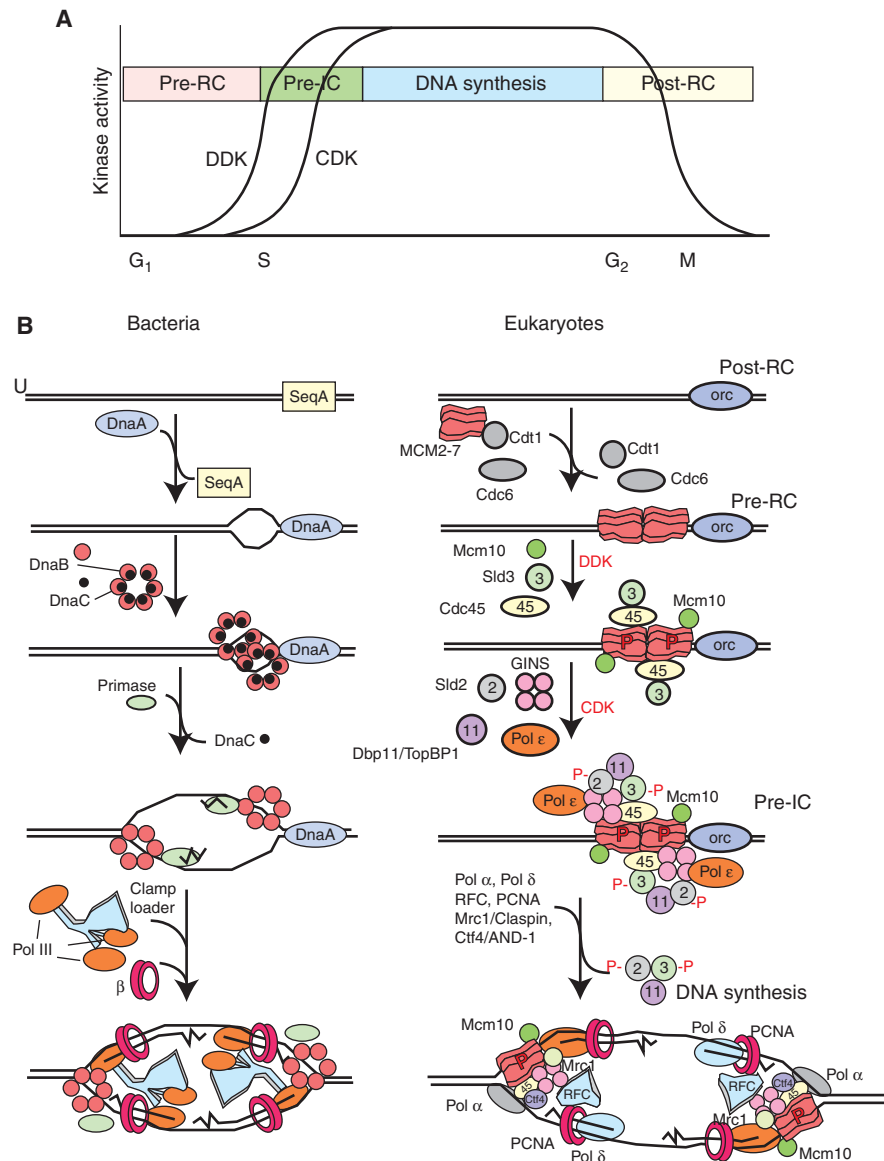 A
Kinase activity
Pre-RC
Pre-IC
DNA synthesis
Post-RC
DDK
CDK
G1
S
G2
M
B
Bacteria
U
SeqA
DnaA
SeqA
DnaA
DnaB
DnaC
DnaA
Primase
DnaC
DnaA
Clamp
loader
Pol III
β
Eukaryotes
Post-RC
orc
MCM2-7
Cdt1
Cdc6
Cdt1
Cdc6
Pre-RC
orc
Mcm10
Sld3
3
Cdc45
45
DDK
3
45
Mcm10
P
P
orc
45
3
GINS
Sld2
2
11
Dbp11/TopBP1
Pol ε
CDK
Pre-IC
11
P-
2
3
-P
Pol ε
45
Mcm10
P
P
orc
45
Pol ε
P-
3
2
-P
11
Pol α, Pol δ
RFC, PCNA
Mrc1/Claspin,
Ctf4/AND-1
P-
2
3
-P
11
DNA synthesis
Mcm10
P
Mrc1
45
Ctf4
RFC
Pol α
PCNA
Pol δ
Pol δ
PCNA
Pol α
RFC
Ctf4
45
Mrc1
P
Mcm10